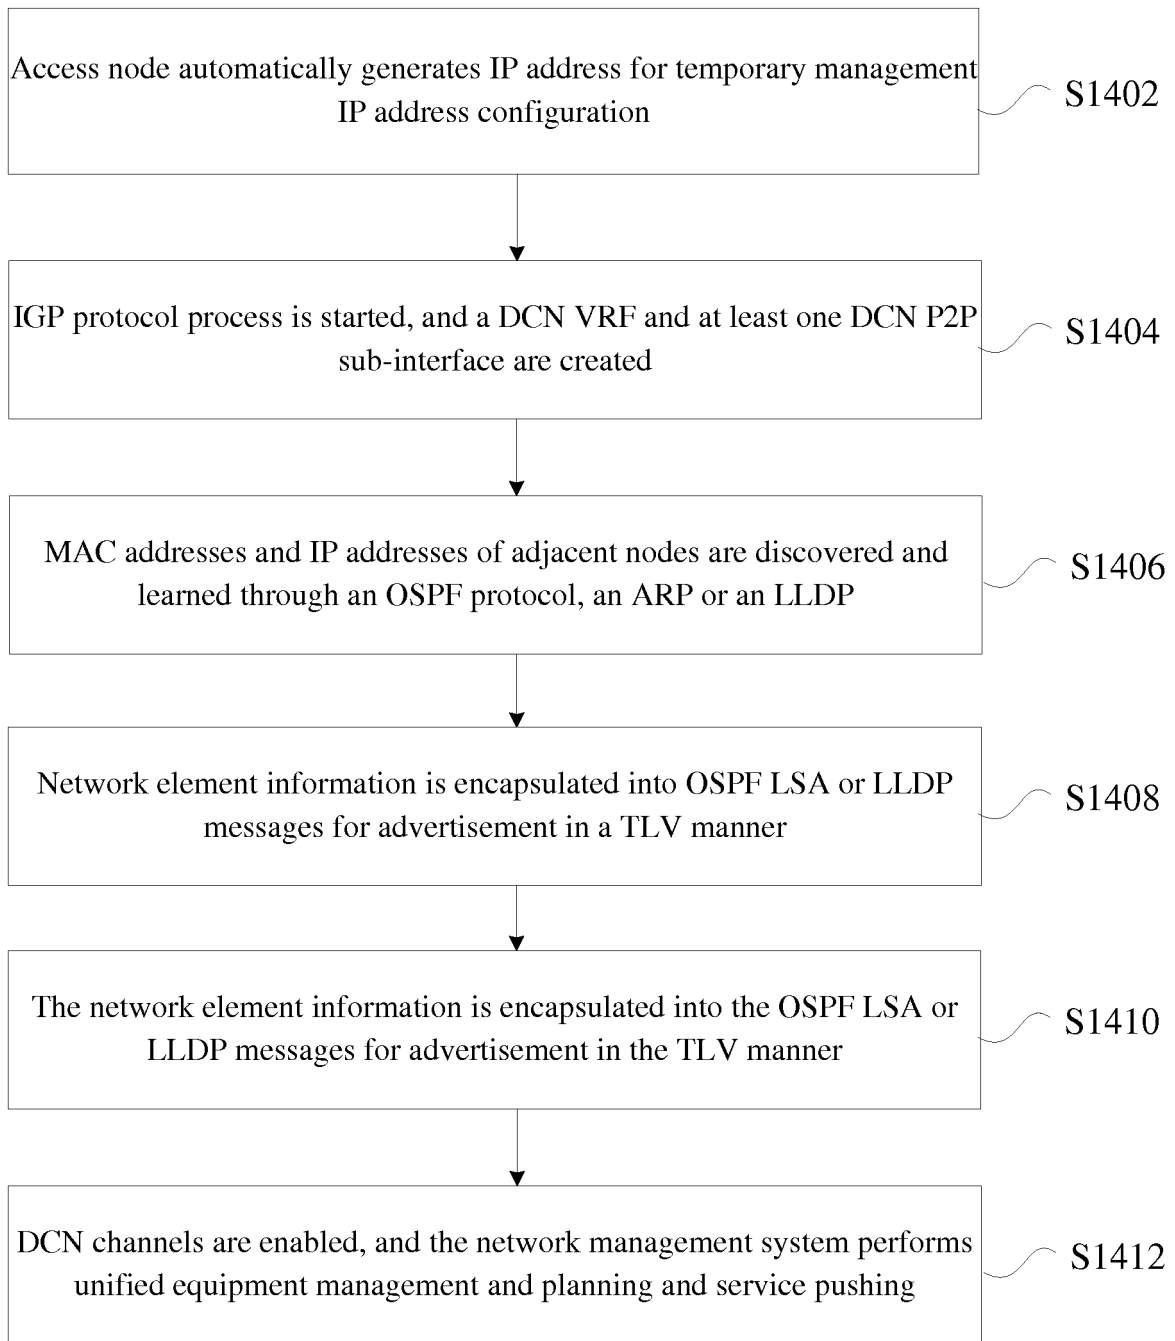 Access node automatically generates IP address for temporary management
IP address configuration
S1402
IGP protocol process is started, and a DCN VRF and at least one DCN P2P
sub-interface are created
S1404
MAC addresses and IP addresses of adjacent nodes are discovered and
learned through an OSPF protocol, an ARP or an LLDP
S1406
Network element information is encapsulated into OSPF LSA or LLDP
messages for advertisement in a TLV manner
S1408
The network element information is encapsulated into the OSPF LSA or
LLDP messages for advertisement in the TLV manner
S1410
DCN channels are enabled, and the network management system performs
unified equipment management and planning and service pushing
S1412